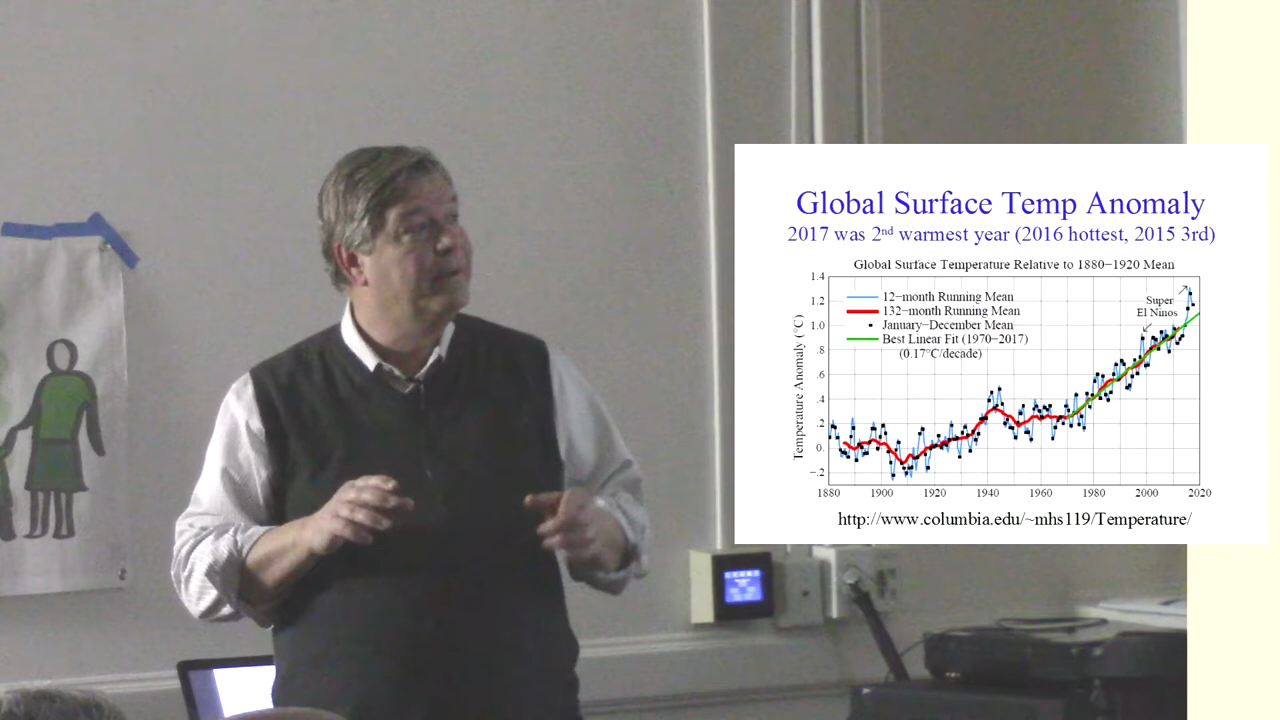 Global Surface Temp Anomaly
2017 was 2nd warmest year (2016 hottest, 2015 3rd)
Global Surface Temperature Relative to 1880−1920 Mean
Temperature Anomaly (°C)
1.4
1.2
1.0
.8
.6
.4
.2
0.
−.2
12−month Running Mean
132−month Running Mean
January−December Mean
Best Linear Fit (1970−2017)
(0.17°C/decade)
Super
El Ninos
1880 1900 1920 1940 1960 1980 2000 2020
http://www.columbia.edu/~mhs119/Temperature/